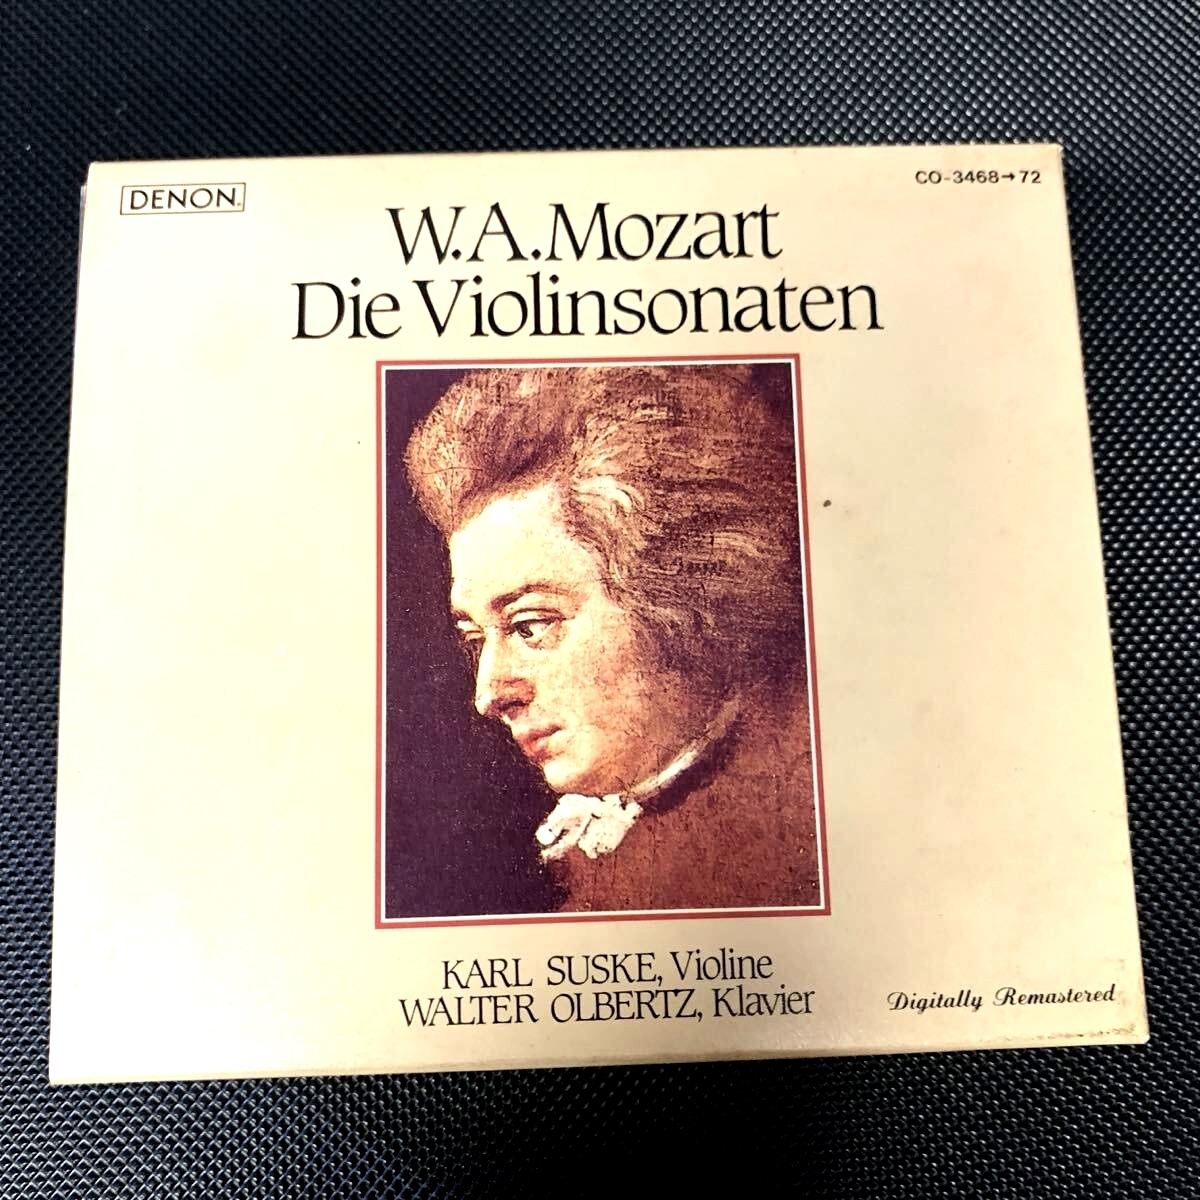 DENON
CO-3468→72
W.A.Mozart
Die Violinsonaten
KARL SUSKE, Violine
WALTER OLBERTZ, Klavier
Digitally Remastered